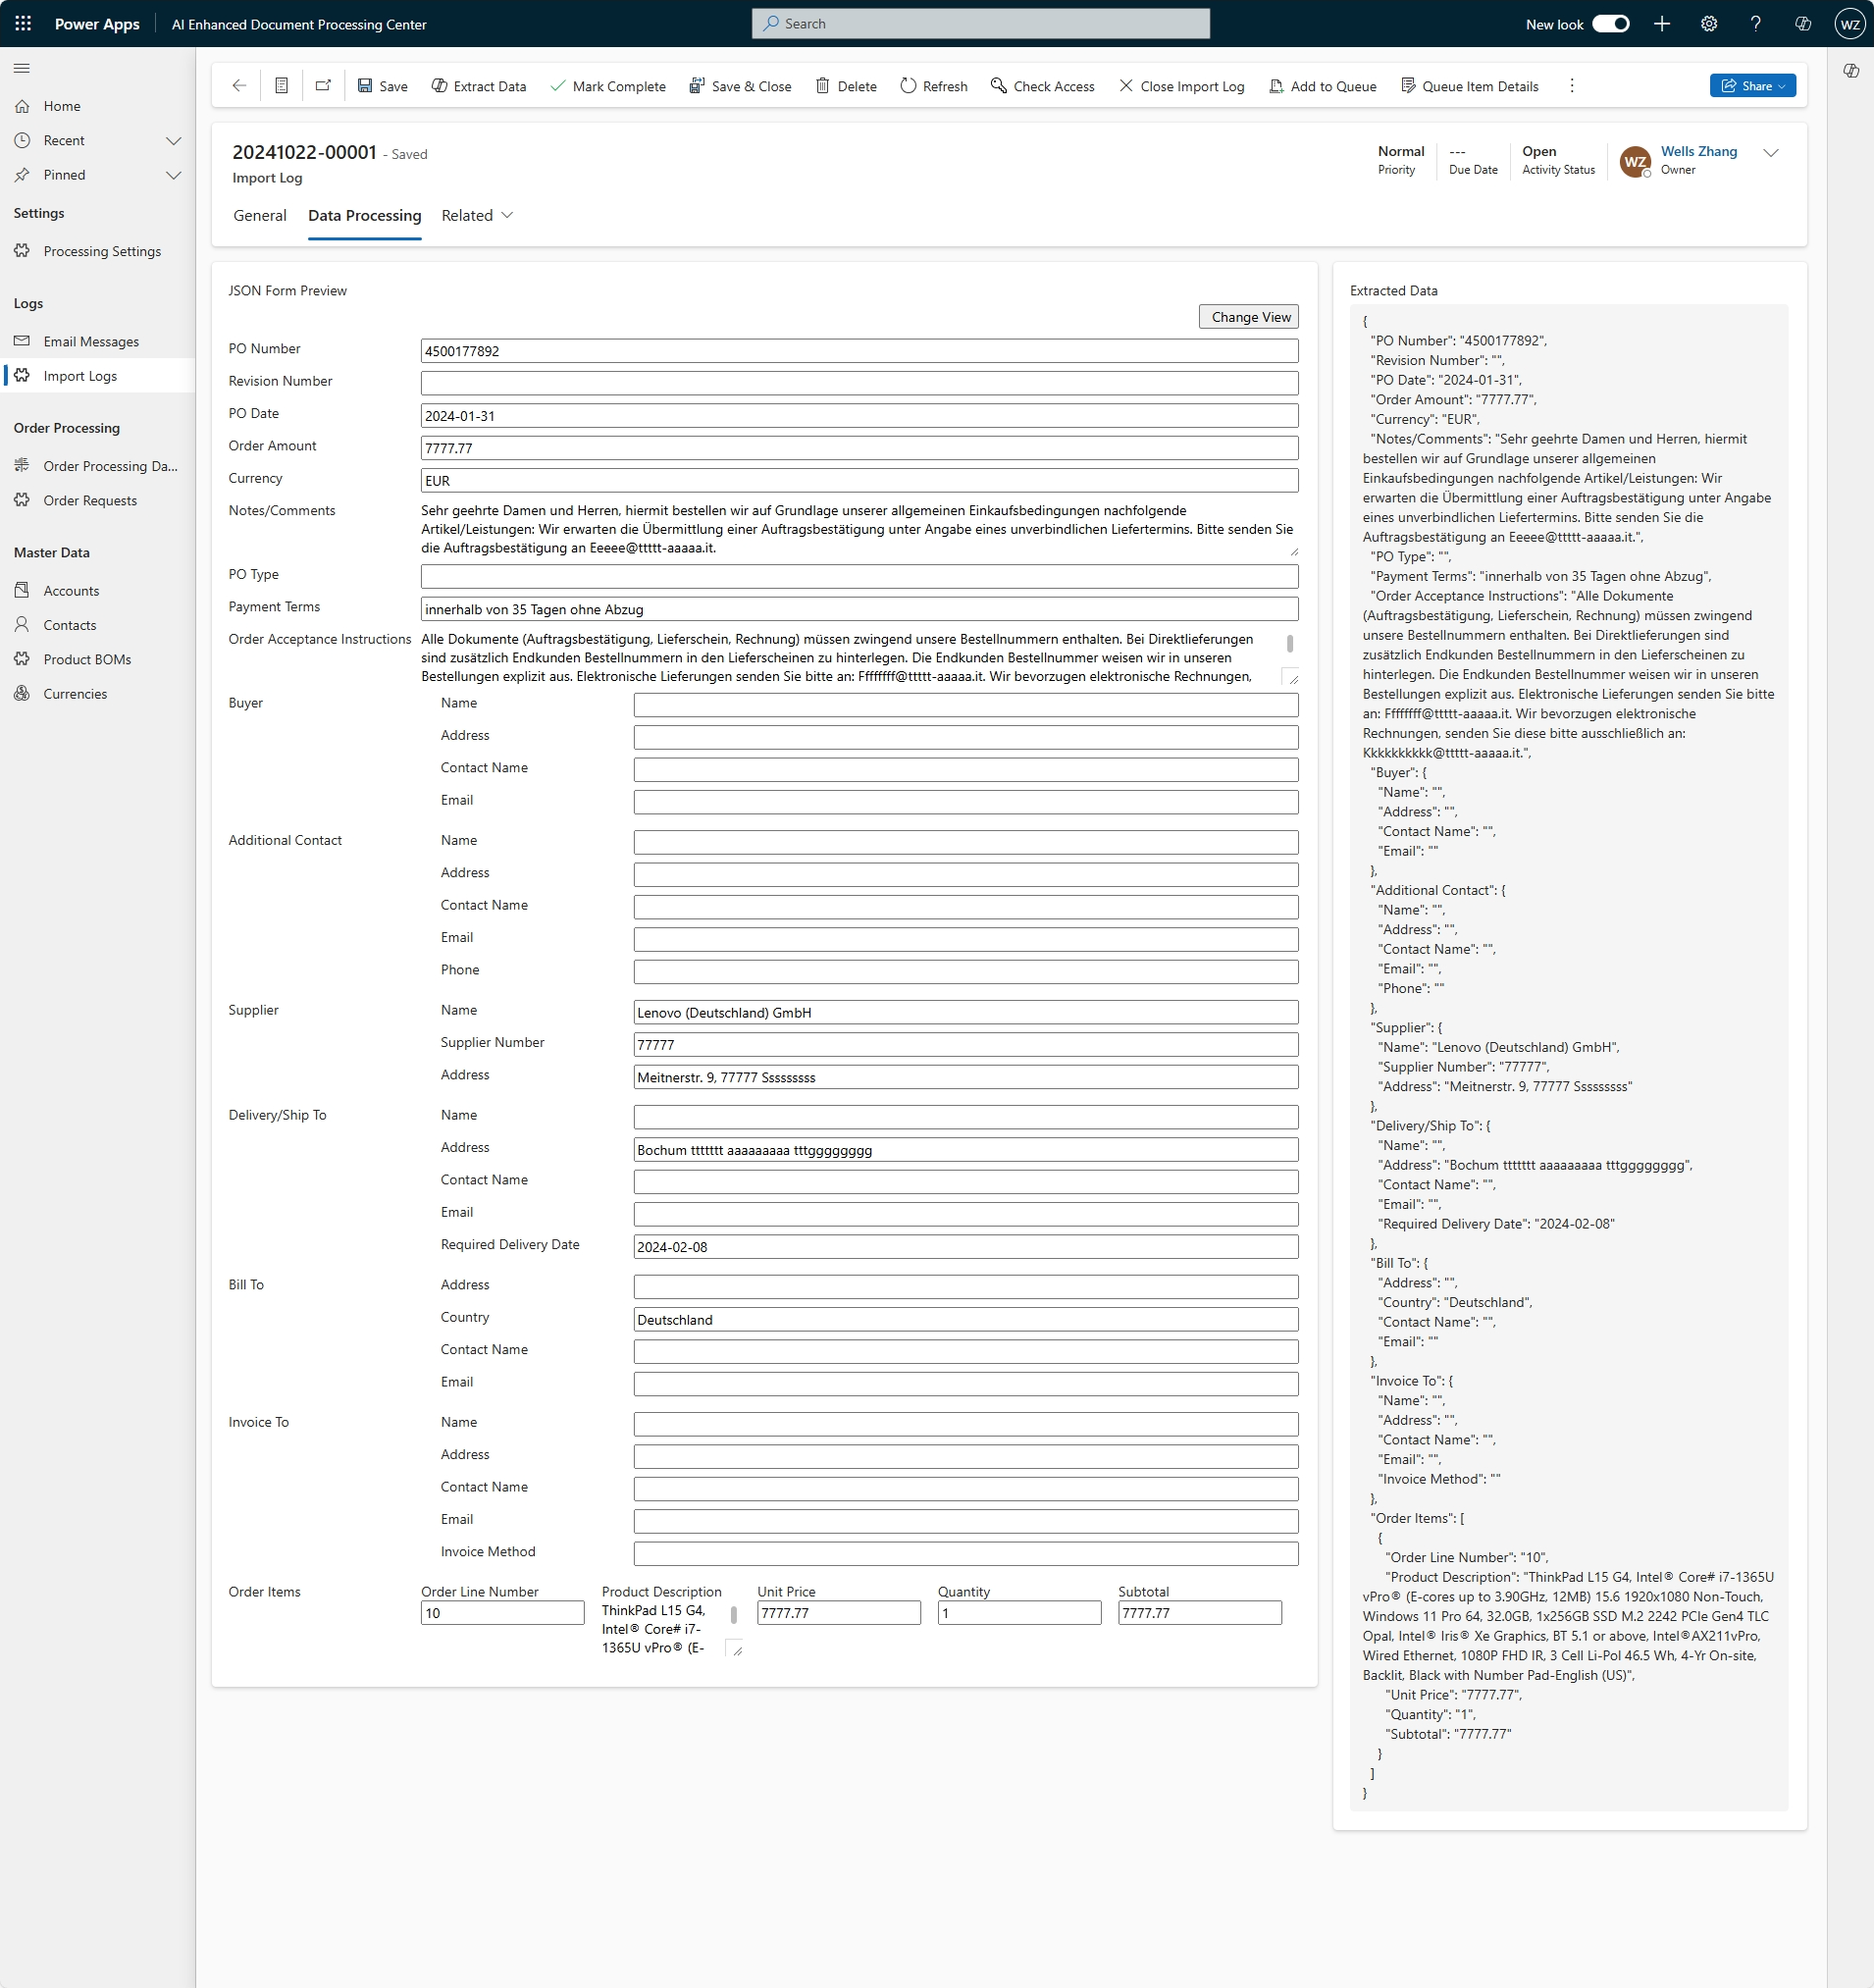 Power Apps
AI Enhanced Document Processing Center
Search
New look
WZ
Home
Recent
Pinned
Settings
Processing Settings
Logs
Email Messages
Import Logs
Order Processing
Order Processing Da...
Order Requests
Master Data
Accounts
Contacts
Product BOMs
Currencies
Save
Extract Data
Mark Complete
Save & Close
Delete
Refresh
Check Access
Close Import Log
Add to Queue
Queue Item Details
Share
20241022-00001 - Saved
Import Log
Normal
Priority
---
Due Date
Open
Activity Status
WZ
Wells Zhang
Owner
General
Data Processing
Related
JSON Form Preview
Change View
PO Number 4500177892
Revision Number
PO Date 2024-01-31
Order Amount 7777.77
Currency EUR
Notes/Comments Sehr geehrte Damen und Herren, hiermit bestellen wir auf Grundlage unserer allgemeinen Einkaufsbedingungen nachfolgende
Artikel/Leistungen: Wir erwarten die Übermittlung einer Auftragsbestätigung unter Angabe eines unverbindlichen Liefertermins. Bitte senden Sie
die Auftragsbestätigung an Eeeee@ttttt-aaaaa.it.
PO Type
Payment Terms innerhalb von 35 Tagen ohne Abzug
Order Acceptance Instructions Alle Dokumente (Auftragsbestätigung, Lieferschein, Rechnung) müssen zwingend unsere Bestellnummern enthalten. Bei Direktlieferungen
sind zusätzlich Endkunden Bestellnummern in den Lieferscheinen zu hinterlegen. Die Endkunden Bestellnummer weisen wir in unseren
Bestellungen explizit aus. Elektronische Lieferungen senden Sie bitte an: Ffffffff@ttttt-aaaaa.it. Wir bevorzugen elektronische Rechnungen,
Buyer Name
Address
Contact Name
Email
Additional Contact Name
Address
Contact Name
Email
Phone
Supplier Name Lenovo (Deutschland) GmbH
Supplier Number 77777
Address Meitnerstr. 9, 77777 Sssssssss
Delivery/Ship To Name
Address Bochum ttttttt aaaaaaaaa tttggggggggg
Contact Name
Email
Required Delivery Date 2024-02-08
Bill To Address
Country Deutschland
Contact Name
Email
Invoice To Name
Address
Contact Name
Email
Invoice Method
Order Items Order Line Number Product Description Unit Price Quantity Subtotal
10 ThinkPad L15 G4, 7777.77 1 7777.77
Intel® Core# i7-
1365U vPro® (E-
Extracted Data
{
"PO Number": "4500177892",
"Revision Number": "",
"PO Date": "2024-01-31",
"Order Amount": "7777.77",
"Currency": "EUR",
"Notes/Comments": "Sehr geehrte Damen und Herren, hiermit
bestellen wir auf Grundlage unserer allgemeinen
Einkaufsbedingungen nachfolgende Artikel/Leistungen: Wir
erwarten die Übermittlung einer Auftragsbestätigung unter Angabe
eines unverbindlichen Liefertermins. Bitte senden Sie die
Auftragsbestätigung an Eeeee@ttttt-aaaaa.it.",
"PO Type": "",
"Payment Terms": "innerhalb von 35 Tagen ohne Abzug",
"Order Acceptance Instructions": "Alle Dokumente
(Auftragsbestätigung, Lieferschein, Rechnung) müssen zwingend
unsere Bestellnummern enthalten. Bei Direktlieferungen sind
zusätzlich Endkunden Bestellnummern in den Lieferscheinen zu
hinterlegen. Die Endkunden Bestellnummer weisen wir in unseren
Bestellungen explizit aus. Elektronische Lieferungen senden Sie bitte
an: Ffffffff@ttttt-aaaaa.it. Wir bevorzugen elektronische
Rechnungen, senden Sie diese bitte ausschließlich an:
Kkkkkkkkkk@ttttt-aaaaa.it.",
"Buyer": {
"Name": "",
"Address": "",
"Contact Name": "",
"Email": ""
},
"Additional Contact": {
"Name": "",
"Address": "",
"Contact Name": "",
"Email": "",
"Phone": ""
},
"Supplier": {
"Name": "Lenovo (Deutschland) GmbH",
"Supplier Number": "77777",
"Address": "Meitnerstr. 9, 77777 Sssssssss"
},
"Delivery/Ship To": {
"Name": "",
"Address": "Bochum ttttttt aaaaaaaaa tttggggggggg",
"Contact Name": "",
"Email": "",
"Required Delivery Date": "2024-02-08"
},
"Bill To": {
"Address": "",
"Country": "Deutschland",
"Contact Name": "",
"Email": ""
},
"Invoice To": {
"Name": "",
"Address": "",
"Contact Name": "",
"Email": "",
"Invoice Method": ""
},
"Order Items": [
{
"Order Line Number": "10",
"Product Description": "ThinkPad L15 G4, Intel® Core# i7-1365U
vPro® (E-cores up to 3.90GHz, 12MB) 15.6 1920x1080 Non-Touch,
Windows 11 Pro 64, 32.0GB, 1x256GB SSD M.2 2242 PCIe Gen4 TLC
Opal, Intel® Iris® Xe Graphics, BT 5.1 or above, Intel®AX211vPro,
Wired Ethernet, 1080P FHD IR, 3 Cell Li-Pol 46.5 Wh, 4-Yr On-site,
Backlit, Black with Number Pad-English (US)",
"Unit Price": "7777.77",
"Quantity": "1",
"Subtotal": "7777.77"
}
]
}